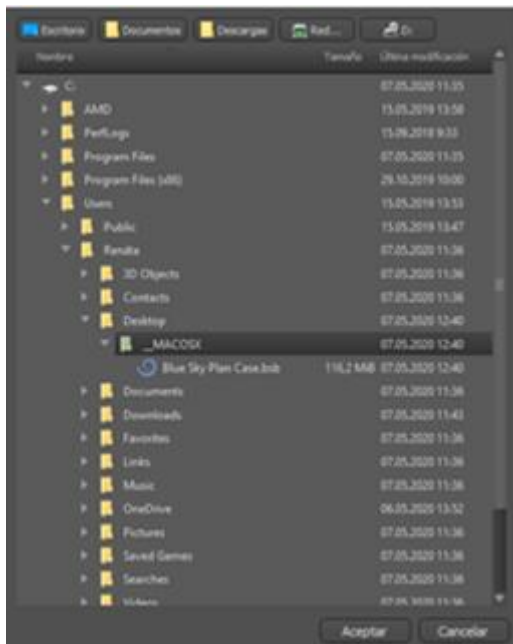 Escritorio Documentos Descargas Red... D:
Nombre Tamaño Última modificación
C: 07.05.2020 11:35
AMD 15.05.2019 13:58
PerfLogs 15.09.2018 9:33
Program Files 07.05.2020 11:35
Program Files (x86) 29.10.2019 10:00
Users 15.05.2019 13:53
Public 15.05.2019 13:47
07.05.2020 11:36
3D Objects 07.05.2020 11:36
Contacts 07.05.2020 11:36
Desktop 07.05.2020 12:40
__MACOSX 07.05.2020 12:40
Blue Sky Plan Case.bsb 116,2 MiB 07.05.2020 12:40
Documents 07.05.2020 11:36
Downloads 07.05.2020 11:43
Favorites 07.05.2020 11:36
Links 07.05.2020 11:36
Music 07.05.2020 11:36
OneDrive 06.05.2020 13:52
Pictures 07.05.2020 11:36
Saved Games 07.05.2020 11:36
Searches 07.05.2020 11:36
Videos 07.05.2020 11:36
Aceptar Cancelar